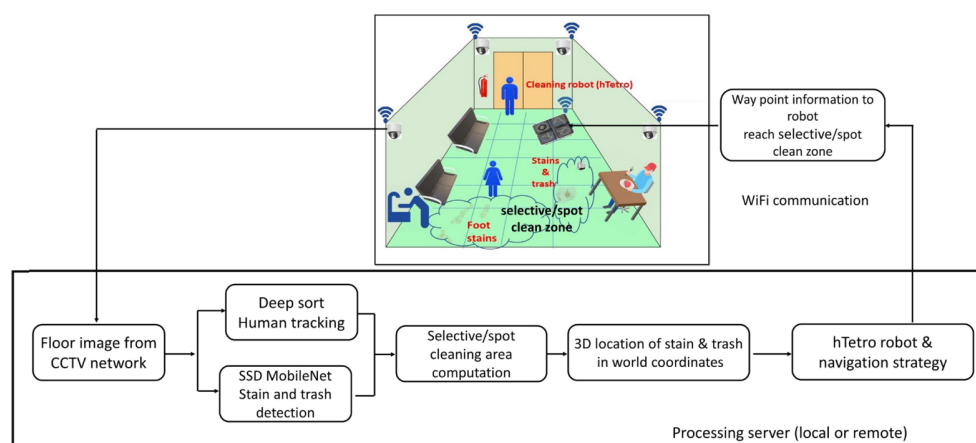 Cleaning robot (hTetro)
Stains
&
trash
selective/spot
clean zone
Foot
stains
Way point information to
robot
reach selective/spot
clean zone
WiFi communication
Floor image from
CCTV network
Deep sort
Human tracking
SSD MobileNet
Stain and trash
detection
Selective/spot
cleaning area
computation
3D location of stain & trash
in world coordinates
hTetro robot &
navigation strategy
Processing server (local or remote)